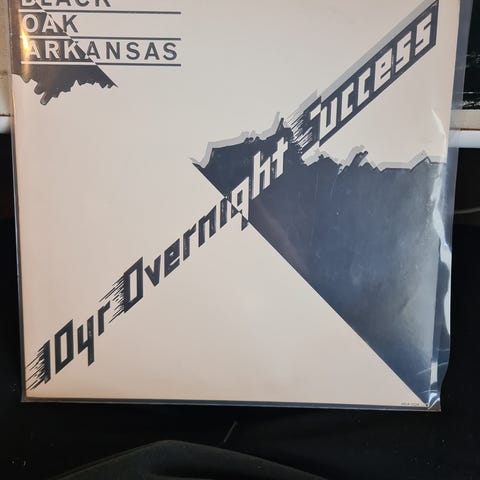 BLACK
OAK
ARKANSAS
10yr Overnight Success